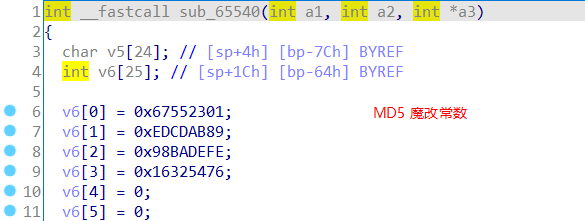 1 int __fastcall sub_65540(int a1, int a2, int *a3)
2 {
3 char v5[24]; // [sp+4h] [bp-7Ch] BYREF
4 int v6[25]; // [sp+1Ch] [bp-64h] BYREF
5
6 v6[0] = 0x67552301; MD5 魔改常数
7 v6[1] = 0xEDCDAB89;
8 v6[2] = 0x98BADEFE;
9 v6[3] = 0x16325476;
10 v6[4] = 0;
11 v6[5] = 0;